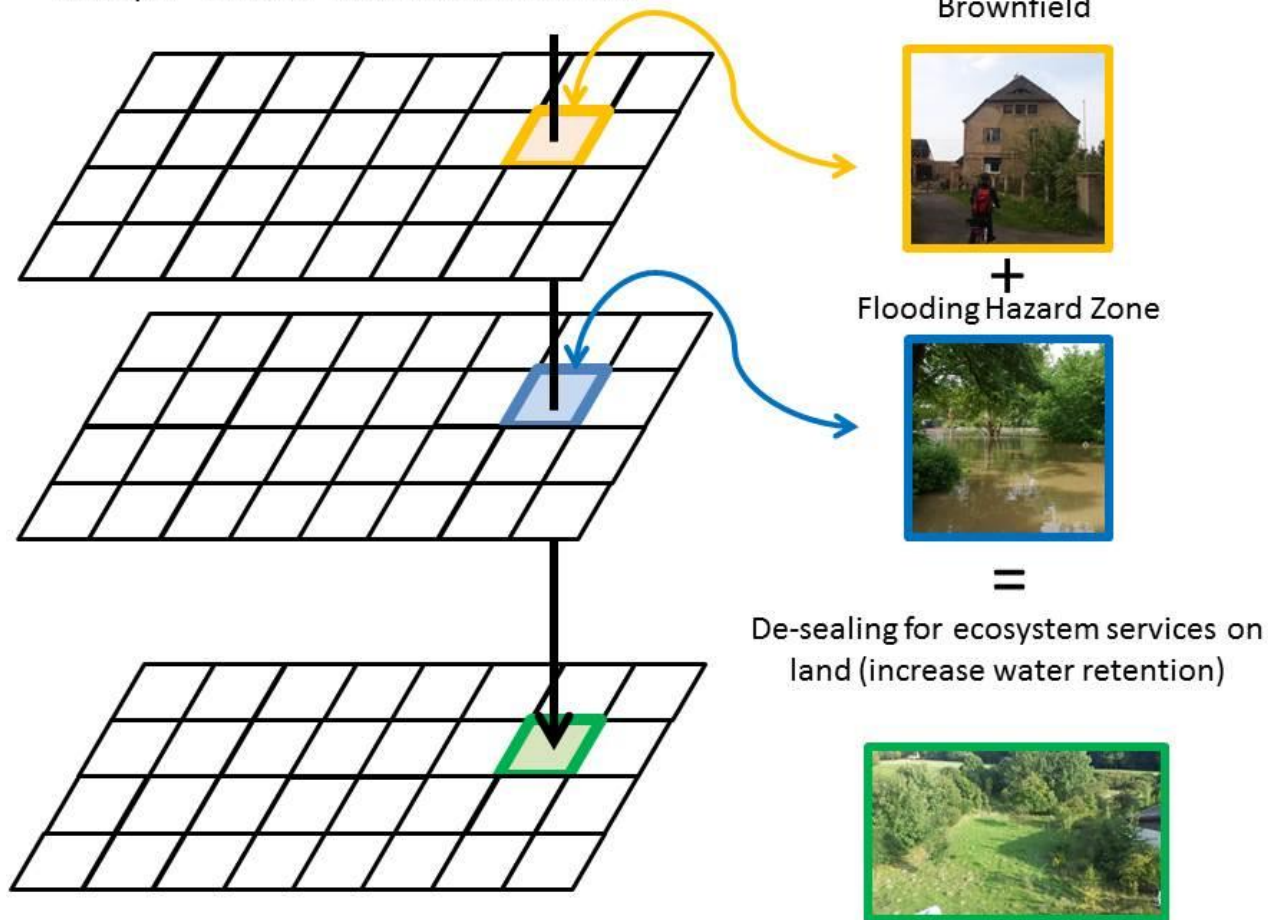 Brownfield
+
Flooding Hazard Zone
=
De-sealing for ecosystem services on
land (increase water retention)